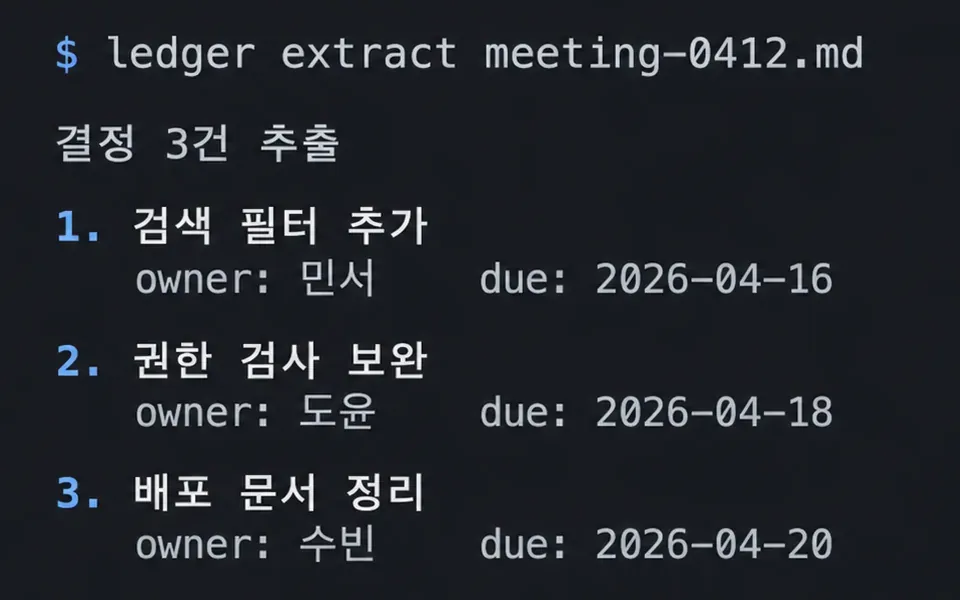 $ ledger extract meeting-0412.md
결정 3건 추출
1. 검색 필터 추가
owner: 민서 due: 2026-04-16
2. 권한 검사 보완
owner: 도윤 due: 2026-04-18
3. 배포 문서 정리
owner: 수빈 due: 2026-04-20